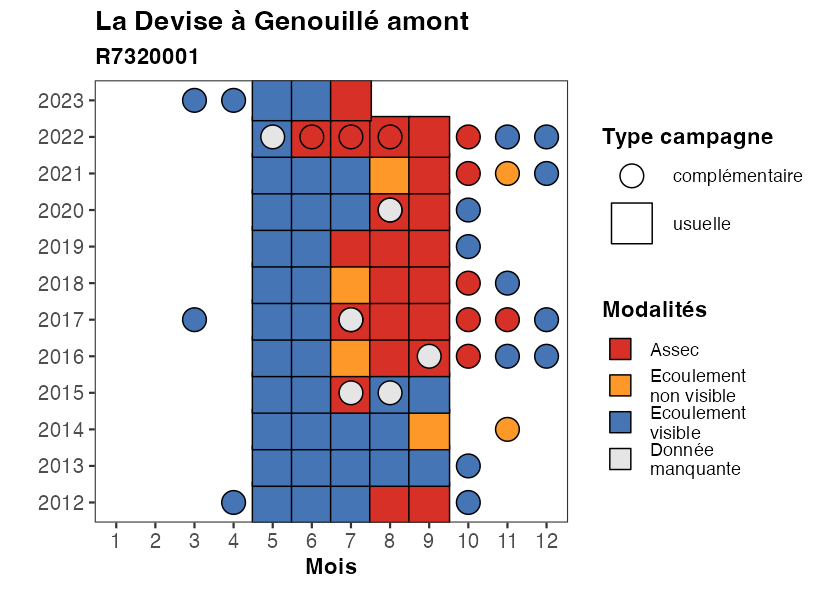 La Devise à Genouillé amont
R7320001
2023
2022
2021
2020
2019
2018
2017
2016
2015
2014
2013
2012
1 2 3 4 5 6 7 8 9 10 11 12
Mois
Type campagne
complémentaire
usuelle
Modalités
Assec
Ecoulement
non visible
Ecoulement
visible
Donnée
manquante